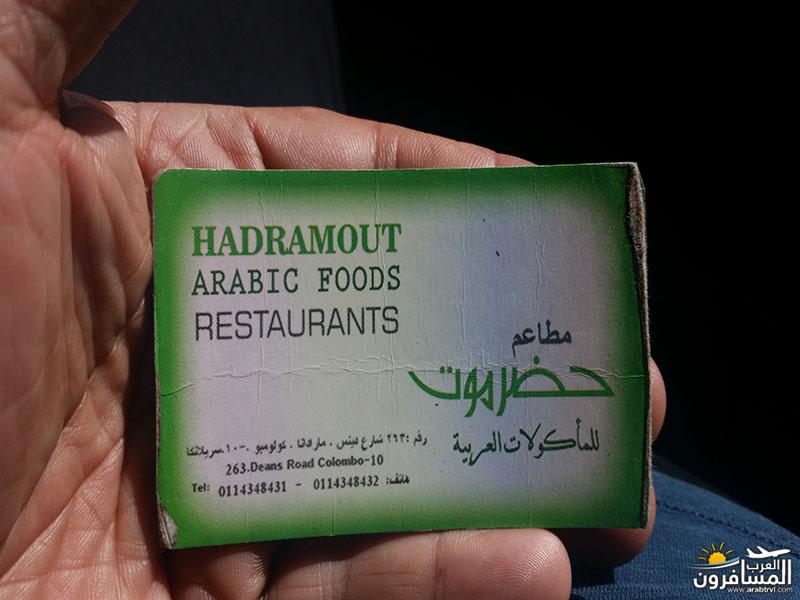 HADRAMOUT
ARABIC FOODS
RESTAURANTS
مطاعم
حضرموت
للمأكولات العربية
رقم :٢٦٣ شارع دينس . مارادانا . كولومبو .-١٠.سريلانكا
263.Deans Road Colombo-10
Tel: 0114348431 - 0114348432 هاتف:
العرب
المسافرون
www.arabtrvl.com